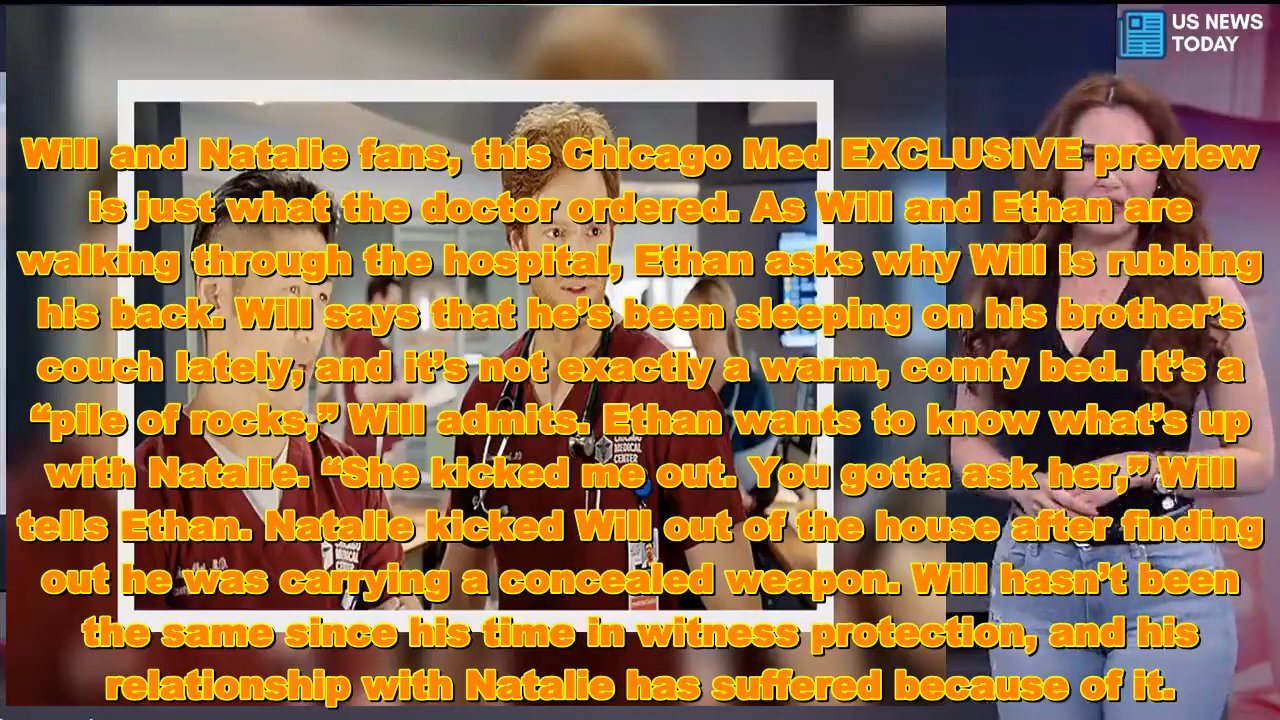 US NEWS
TODAY
Will and Natalie fans, this Chicago Med EXCLUSIVE preview
is just what the doctor ordered. As Will and Ethan are
walking through the hospital, Ethan asks why Will is rubbing
his back. Will says that he’s been sleeping on his brother’s
couch lately, and it’s not exactly a warm, comfy bed. It’s a
“pile of rocks,” Will admits. Ethan wants to know what’s up
with Natalie. “She kicked me out. You gotta ask her,” Will
tells Ethan. Natalie kicked Will out of the house after finding
out he was carrying a concealed weapon. Will hasn’t been
the same since his time in witness protection, and his
relationship with Natalie has suffered because of it.
MEDICAL
CENTER
MEDICAL